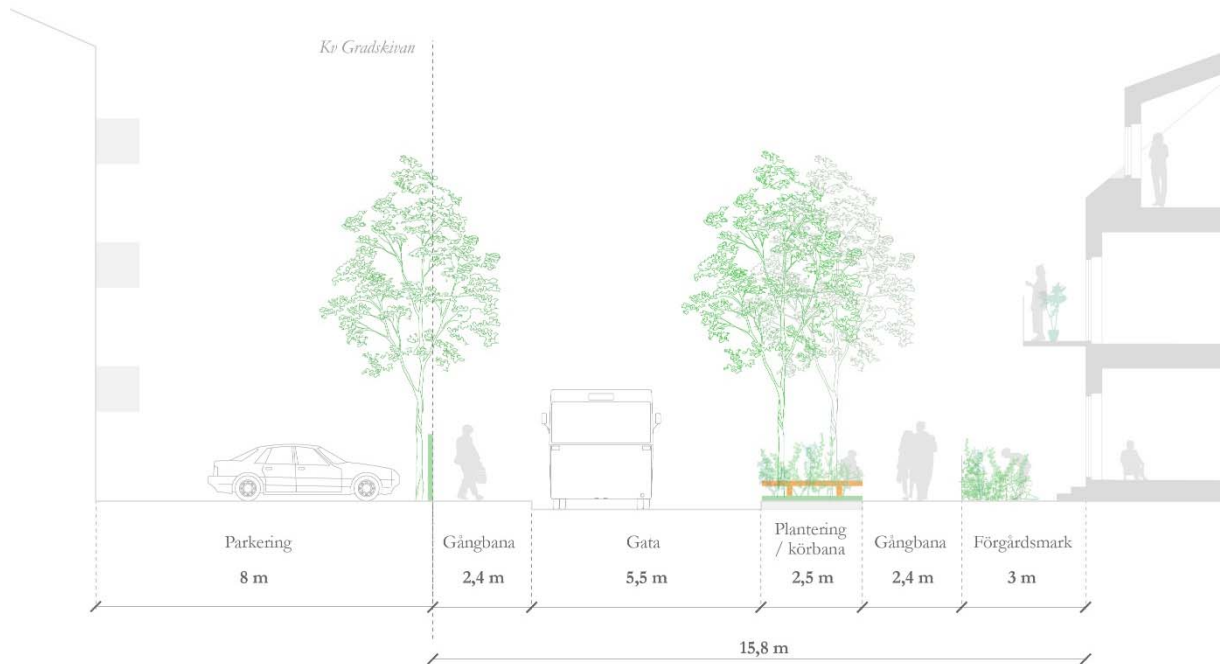 Kv Gradskivan
Parkering
8 m
Gångbana
2,4 m
Gata
5,5 m
Plantering
/ körbana
2,5 m
Gångbana
2,4 m
Förgårdsmark
3 m
15,8 m